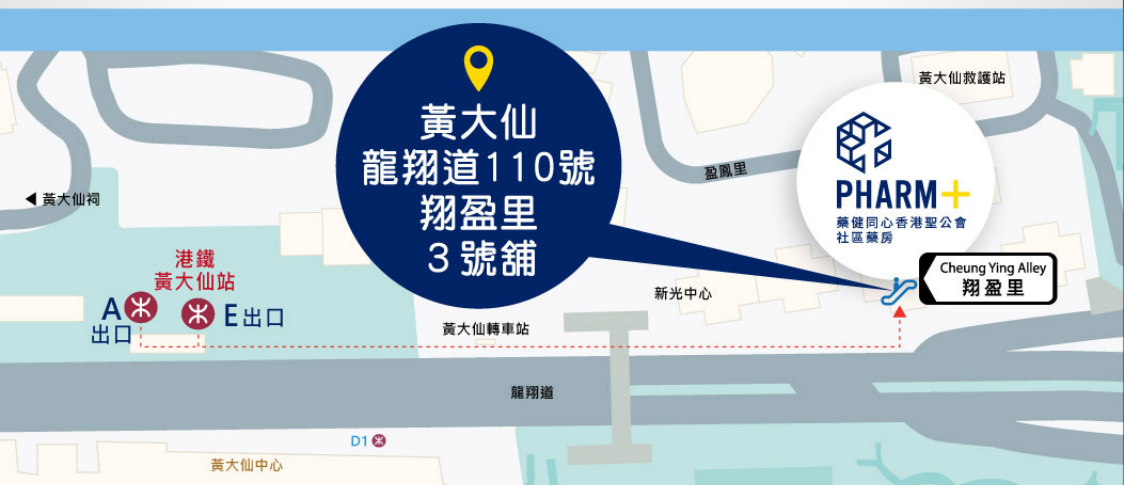 黃大仙
龍翔道110號
翔盈里
3號舖
黃大仙救護站
PHARM+
藥健同心香港聖公會
社區藥房
盈鳳里
◀ 黃大仙祠
港鐵
黃大仙站
A
出口
E出口
Cheung Ying Alley
翔盈里
新光中心
黃大仙轉車站
龍翔道
D1
黃大仙中心